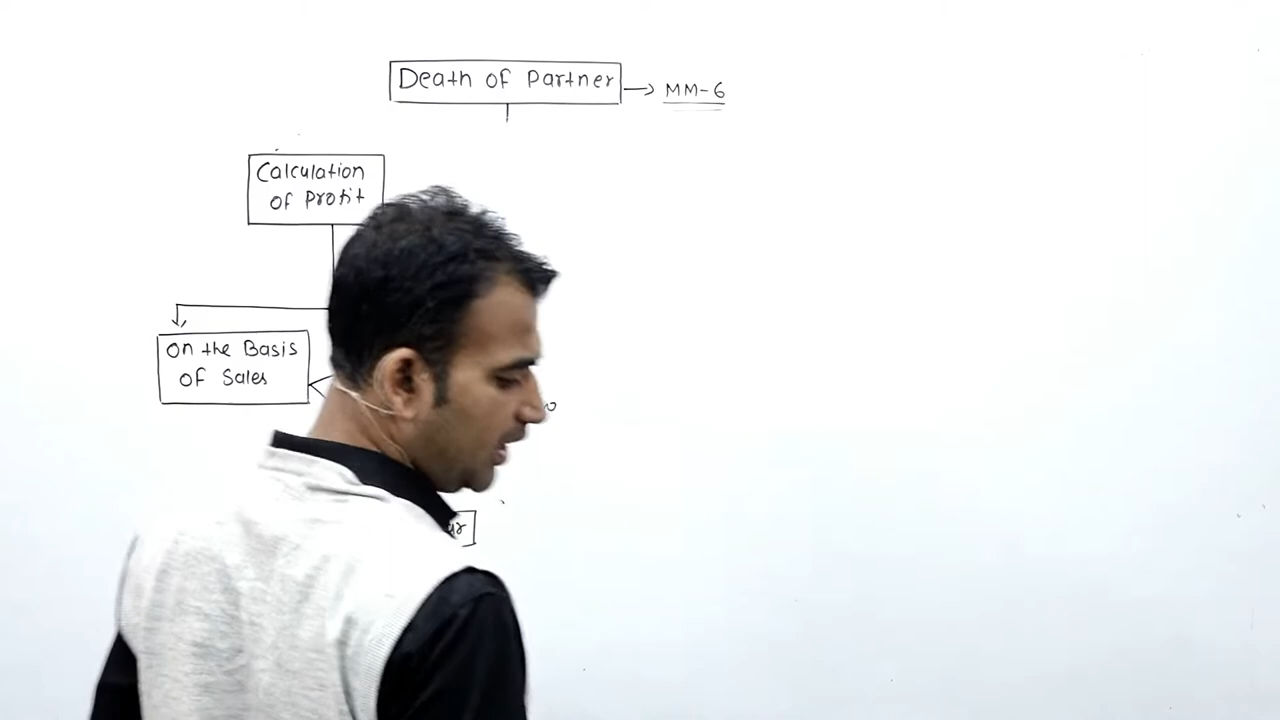 Death of Partner
MM-6
Calculation
of Profit
On the Basis
of Sales